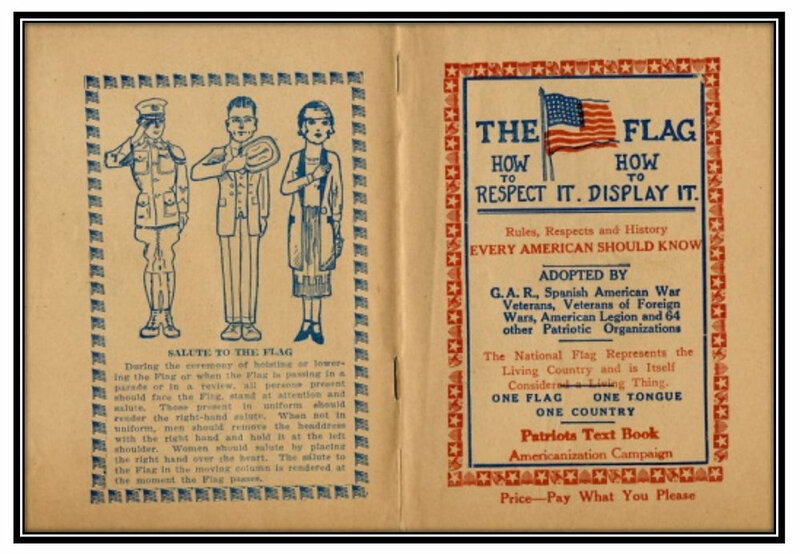 SALUTE TO THE FLAG
During the ceremony of hoisting or lower-
ing the Flag or when the Flag is passing in a
parade or in a review, all persons present
should face the Flag, stand at attention and
salute. Those present in uniform should
render the right-hand salute. When not in
uniform, men should remove the headdress
with the right hand and hold it at the left
shoulder. Women should salute by placing
the right hand over the heart. The salute to
the Flag in the moving column is rendered at
the moment the Flag passes.
THE FLAG
HOW HOW
TO TO
RESPECT IT. DISPLAY IT.
Rules, Respects and History
EVERY AMERICAN SHOULD KNOW
ADOPTED BY
G. A. R., Spanish American War
Veterans, Veterans of Foreign
Wars, American Legion and 64
other Patriotic Organizations
The National Flag Represents the
Living Country and is Itself
Considered a Living Thing.
ONE FLAG ONE TONGUE
ONE COUNTRY
Patriots Text Book
Americanization Campaign
Price—Pay What You Please